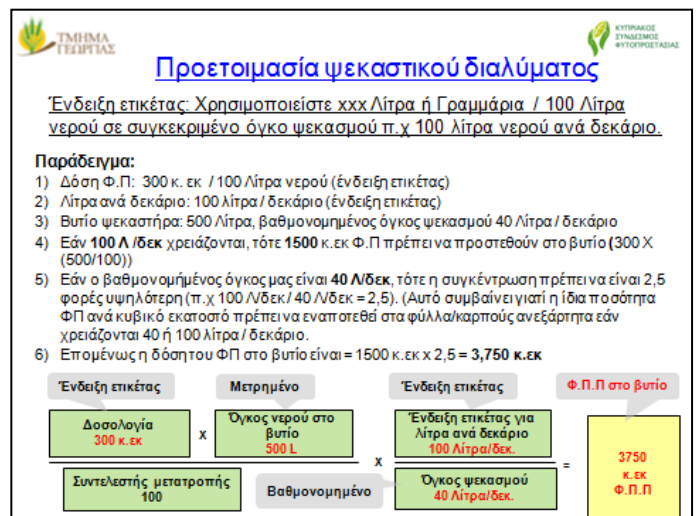 ΤΜΗΜΑ
ΓΕΩΡΓΙΑΣ
ΚΥΠΡΙΑΚΟΣ
ΣΥΝΔΕΣΜΟΣ
ΦΥΤΟΠΡΟΣΤΑΣΙΑΣ
Προετοιμασία ψεκαστικού διαλύματος
Ένδειξη ετικέτας: Χρησιμοποιείστε xxx Λίτρα ή Γραμμάρια / 100 Λίτρα
νερού σε συγκεκριμένο όγκο ψεκασμού π.χ 100 λίτρα νερού ανά δεκάριο.
Παράδειγμα:
1) Δόση Φ.Π: 300 κ. εκ / 100 Λίτρα νερού (ένδειξη ετικέτας)
2) Λίτρα ανά δεκάριο: 100 λίτρα / δεκάριο (ένδειξη ετικέτας)
3) Βυτίο ψεκαστήρα: 500 Λίτρα, βαθμονομημένος όγκος ψεκασμού 40 Λίτρα / δεκάριο
4) Εάν 100 Λ /δεκ χρειάζονται, τότε 1500 κ.εκ Φ.Π πρέπει να προστεθούν στο βυτίο (300 Χ
(500/100))
5) Εάν ο βαθμονομήμένος όγκος μας είναι 40 Λ/δεκ, τότε η συγκέντρωση πρέπει να είναι 2,5
φορές υψηλότερη (π.χ 100 Λ/δεκ / 40 Λ/δεκ = 2,5). (Αυτό συμβαίνει γιατί η ίδια ποσότητα
ΦΠ ανά κυβικό εκατοστό πρέπει να εναποτεθεί στα φύλλα/καρπούς ανεξάρτητα εάν
χρειάζονται 40 ή 100 λίτρα / δεκάριο.
6) Επομένως η δόση του ΦΠ στο βυτίο είναι = 1500 κ.εκ x 2,5 = 3,750 κ.εκ
Ένδειξη ετικέτας
Μετρημένο
Ένδειξη ετικέτας
Φ.Π.Π στο βυτίο
Δοσολογία
300 κ.εκ
x
Όγκος νερού στο
βυτίο
500 L
Συντελεστής μετατροπής
100
x
Ένδειξη ετικέτας για
λίτρα ανά δεκάριο
100 Λίτρα/δεκ.
Βαθμονομημένο
Όγκος ψεκασμού
40 Λίτρα/δεκ.
=
3750
κ.εκ
Φ.Π.Π